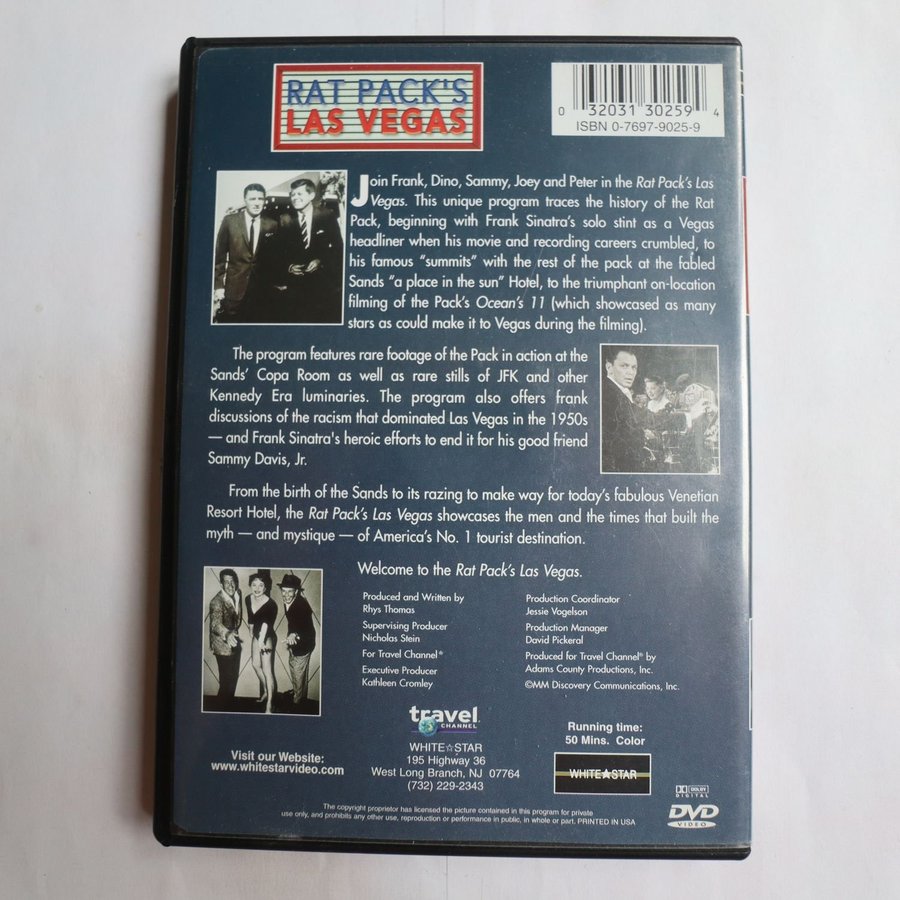 RAT PACK'S
LAS VEGAS
0 32031 30259 4
ISBN 0-7697-9025-9
Join Frank, Dino, Sammy, Joey and Peter in the Rat Pack's Las
Vegas. This unique program traces the history of the Rat
Pack, beginning with Frank Sinatra's solo stint as a Vegas
headliner when his movie and recording careers crumbled, to
his famous "summits" with the rest of the pack at the fabled
Sands "a place in the sun" Hotel, to the triumphant on-location
filming of the Pack's Ocean's 11 (which showcased as many
stars as could make it to Vegas during the filming).
The program features rare footage of the Pack in action at the
Sands' Copa Room as well as rare stills of JFK and other
Kennedy Era luminaries. The program also offers frank
discussions of the racism that dominated Las Vegas in the 1950s
— and Frank Sinatra's heroic efforts to end it for his good friend
Sammy Davis, Jr.
From the birth of the Sands to its razing to make way for today's fabulous Venetian
Resort Hotel, the Rat Pack's Las Vegas showcases the men and the times that built the
myth — and mystique — of America's No. 1 tourist destination.
Welcome to the Rat Pack's Las Vegas.
Produced and Written by
Rhys Thomas
Supervising Producer
Nicholas Stein
For Travel Channel®
Executive Producer
Kathleen Cromley
Production Coordinator
Jessie Vogelson
Production Manager
David Pickeral
Produced for Travel Channel® by
Adams County Productions, Inc.
©MM Discovery Communications, Inc.
travel
CHANNEL
WHITE☆STAR
195 Highway 36
West Long Branch, NJ 07764
(732) 229-2343
Visit our Website:
www.whitestarvideo.com
Running time:
50 Mins. Color
WHITE★STAR
DOLBY
DIGITAL
DVD
VIDEO
The copyright proprietor has licensed the picture contained in this program for private
use only, and prohibits any other use, reproduction or performance in public, in whole or part. PRINTED IN USA